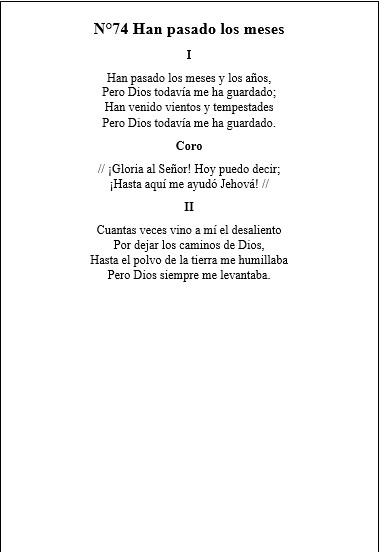 N°74 Han pasado los meses
I
Han pasado los meses y los años,
Pero Dios todavía me ha guardado;
Han venido vientos y tempestades
Pero Dios todavía me ha guardado.
Coro
// ¡Gloria al Señor! Hoy puedo decir;
¡Hasta aquí me ayudó Jehová! //
II
Cuantas veces vino a mí el desaliento
Por dejar los caminos de Dios,
Hasta el polvo de la tierra me humillaba
Pero Dios siempre me levantaba.